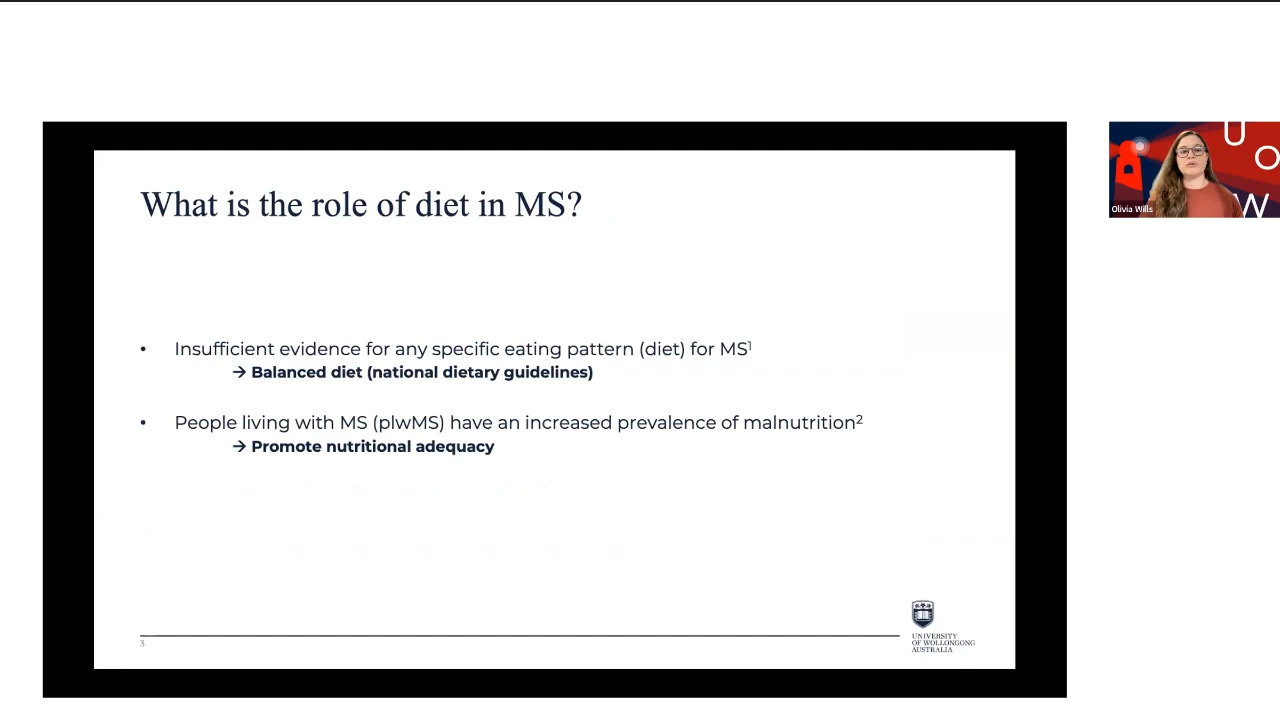 What is the role of diet in MS?
• Insufficient evidence for any specific eating pattern (diet) for MS¹
→ Balanced diet (national dietary guidelines)
• People living with MS (plwMS) have an increased prevalence of malnutrition²
→ Promote nutritional adequacy
3
UNIVERSITY
OF WOLLONGONG
AUSTRALIA
U
O
W
Olivia Wills